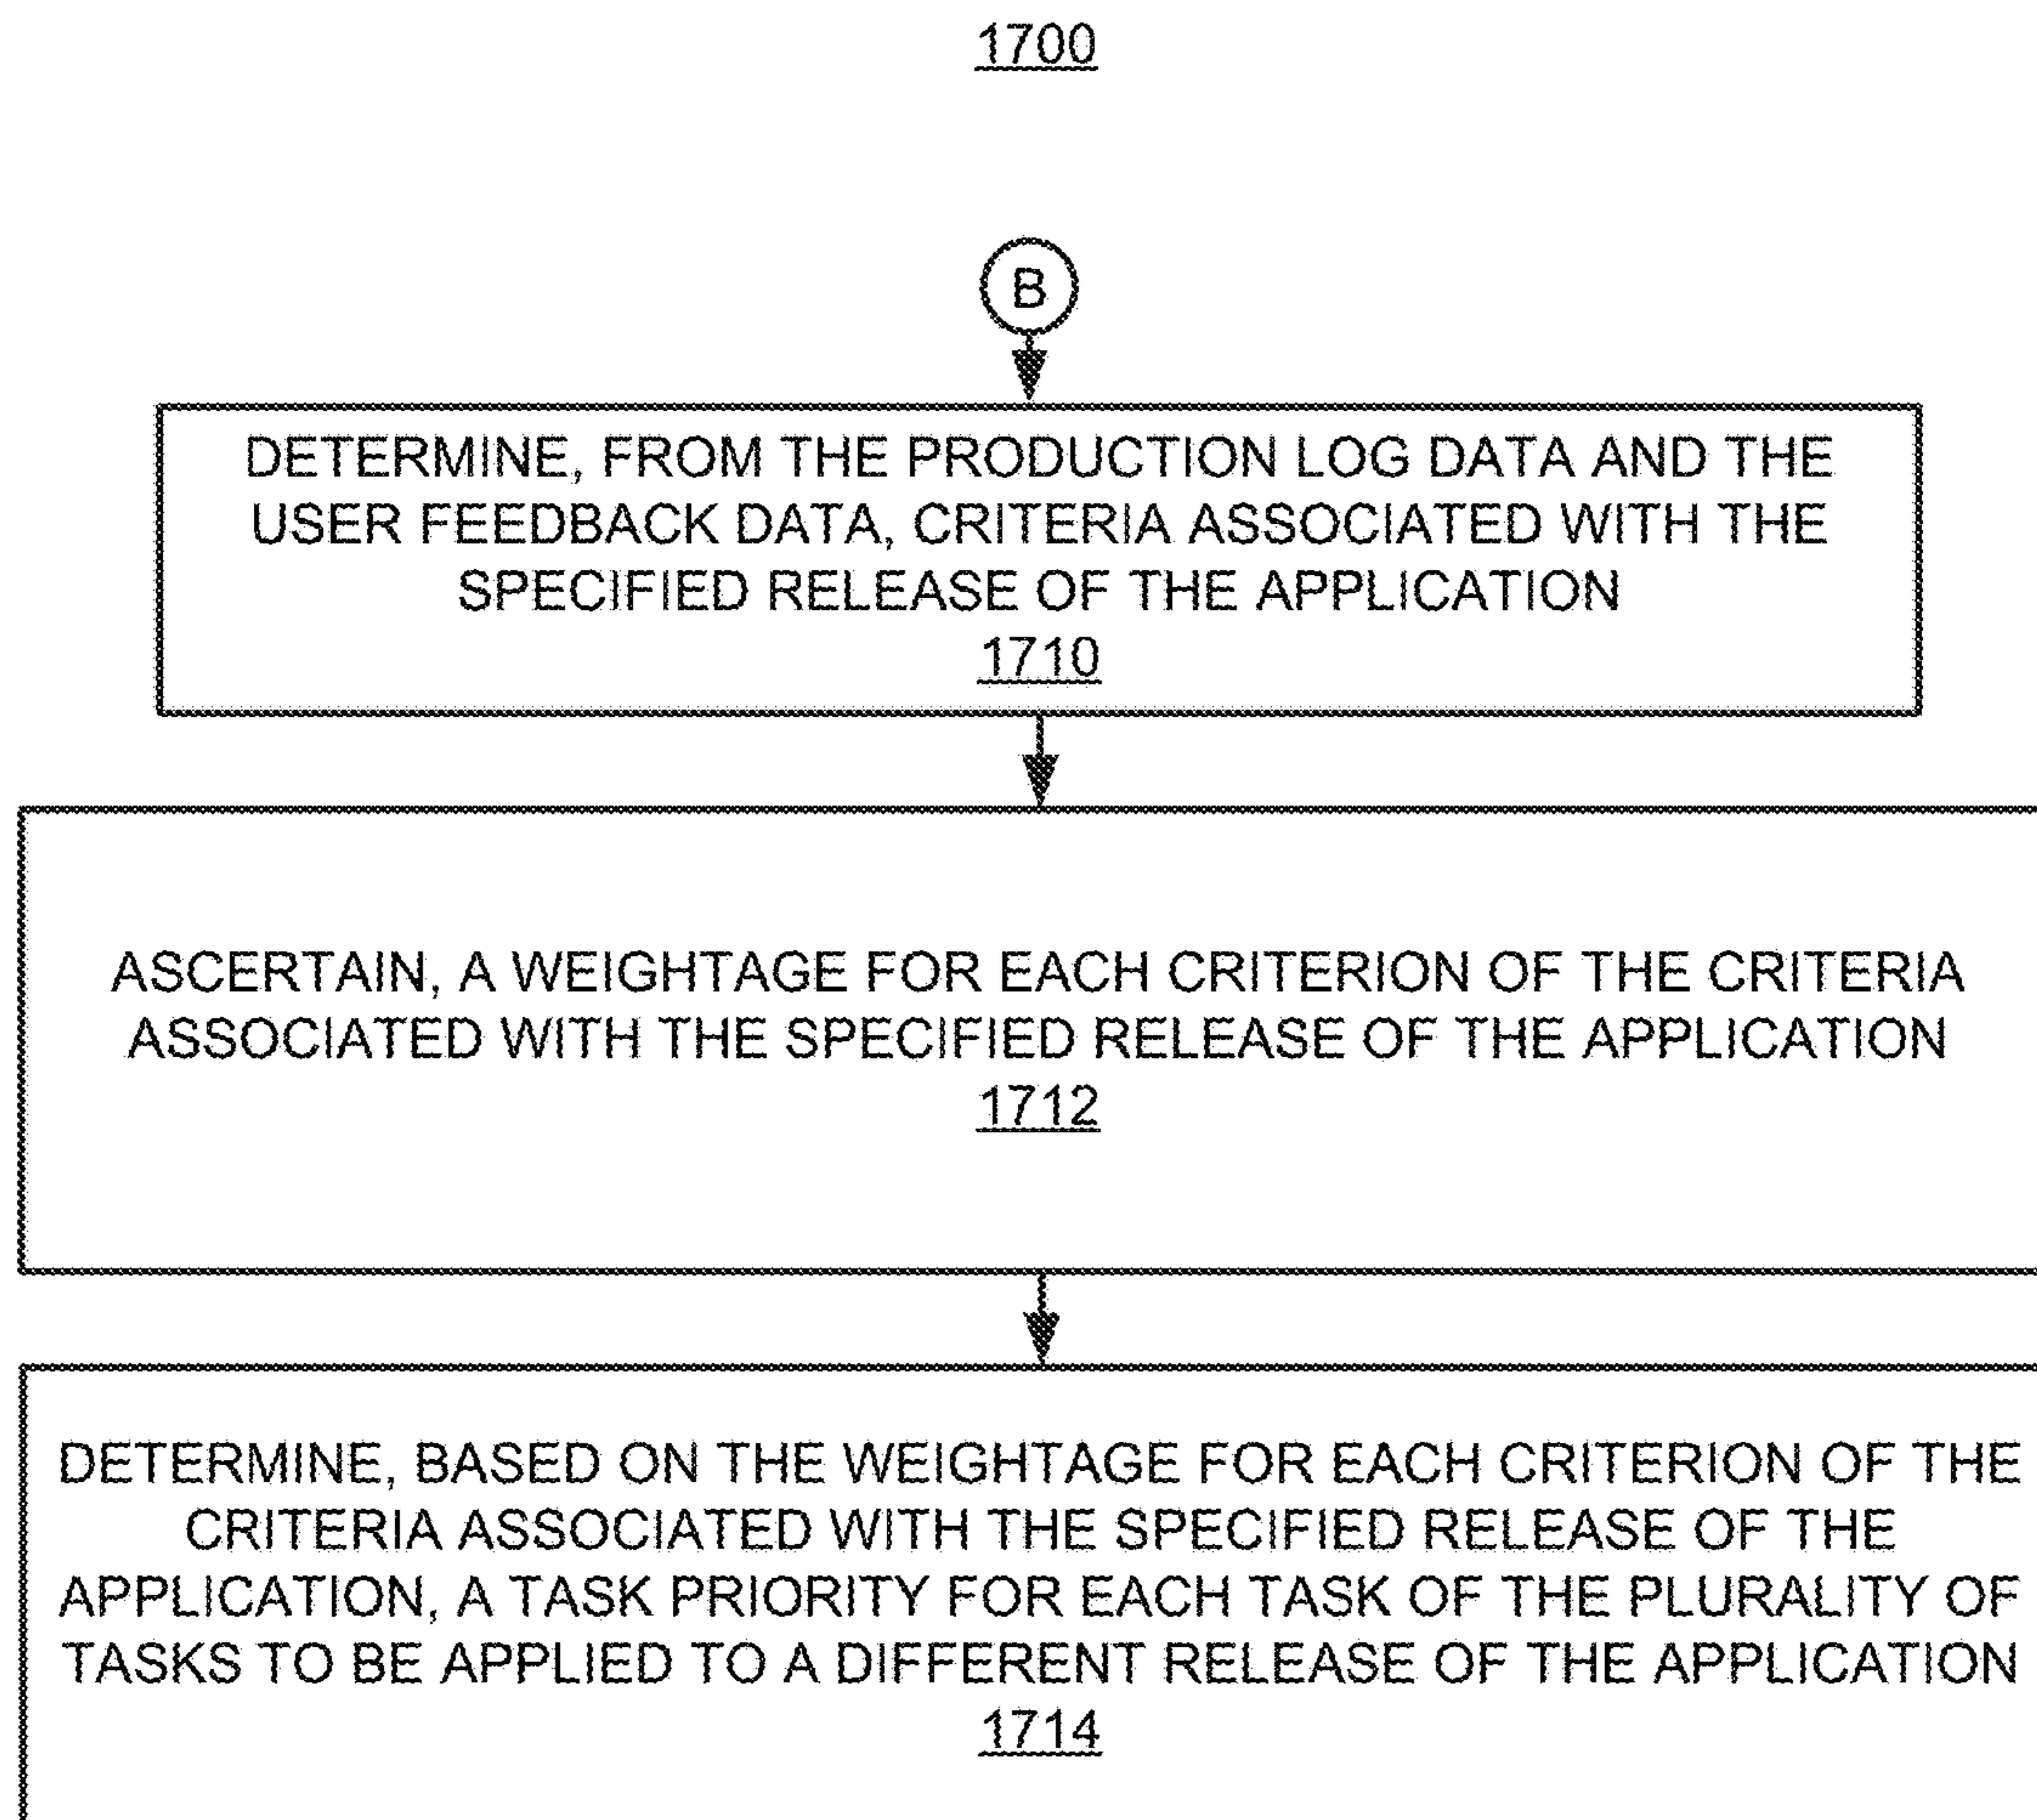 1700
B
DETERMINE, FROM THE PRODUCTION LOG DATA AND THE
USER FEEDBACK DATA, CRITERIA ASSOCIATED WITH THE
SPECIFIED RELEASE OF THE APPLICATION
1710
ASCERTAIN, A WEIGHTAGE FOR EACH CRITERION OF THE CRITERIA
ASSOCIATED WITH THE SPECIFIED RELEASE OF THE APPLICATION
1712
DETERMINE, BASED ON THE WEIGHTAGE FOR EACH CRITERION OF THE
CRITERIA ASSOCIATED WITH THE SPECIFIED RELEASE OF THE
APPLICATION, A TASK PRIORITY FOR EACH TASK OF THE PLURALITY OF
TASKS TO BE APPLIED TO A DIFFERENT RELEASE OF THE APPLICATION
1714